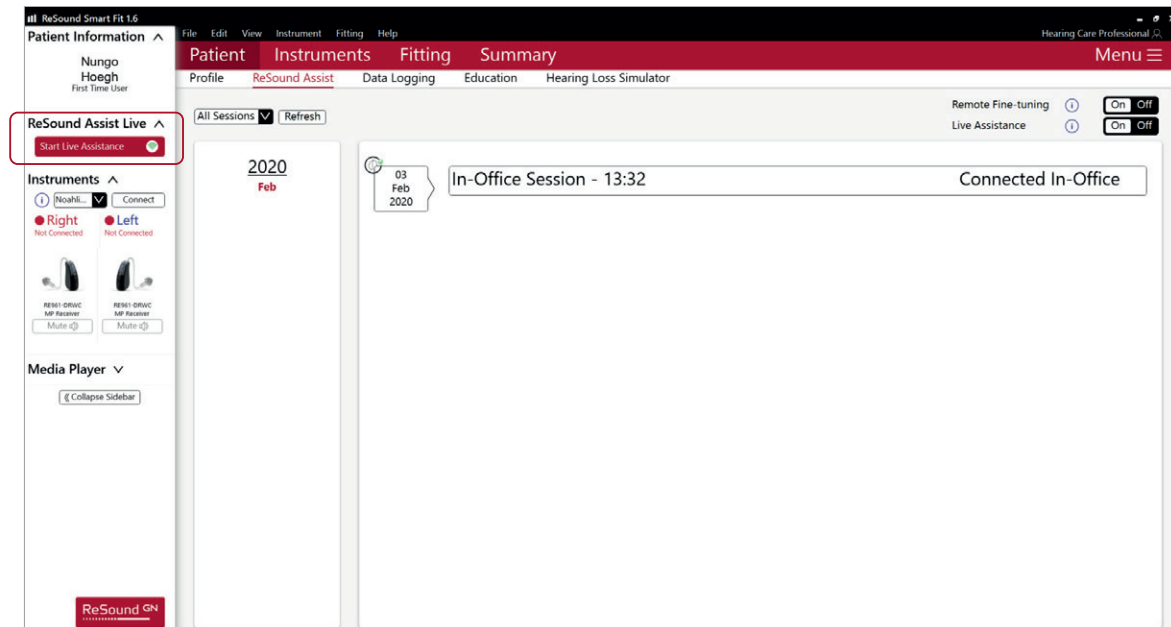 ReSound Smart Fit 1.6
Patient Information
File Edit View Instrument Fitting Help
Hearing Care Professional
Nungo
Hoegh
First Time User
Patient Instruments Fitting Summary
Menu
Profile ReSound Assist Data Logging Education Hearing Loss Simulator
ReSound Assist Live
Start Live Assistance
All Sessions Refresh
Remote Fine-tuning i On Off
Live Assistance i On Off
Instruments
i Noahli... Connect
Right Left
Not Connected Not Connected
RE961-DRWC RE961-DRWC
MP Receiver MP Receiver
Mute Mute
Media Player
Collapse Sidebar
ReSound GN
2020
Feb
03
Feb
2020
In-Office Session - 13:32 Connected In-Office